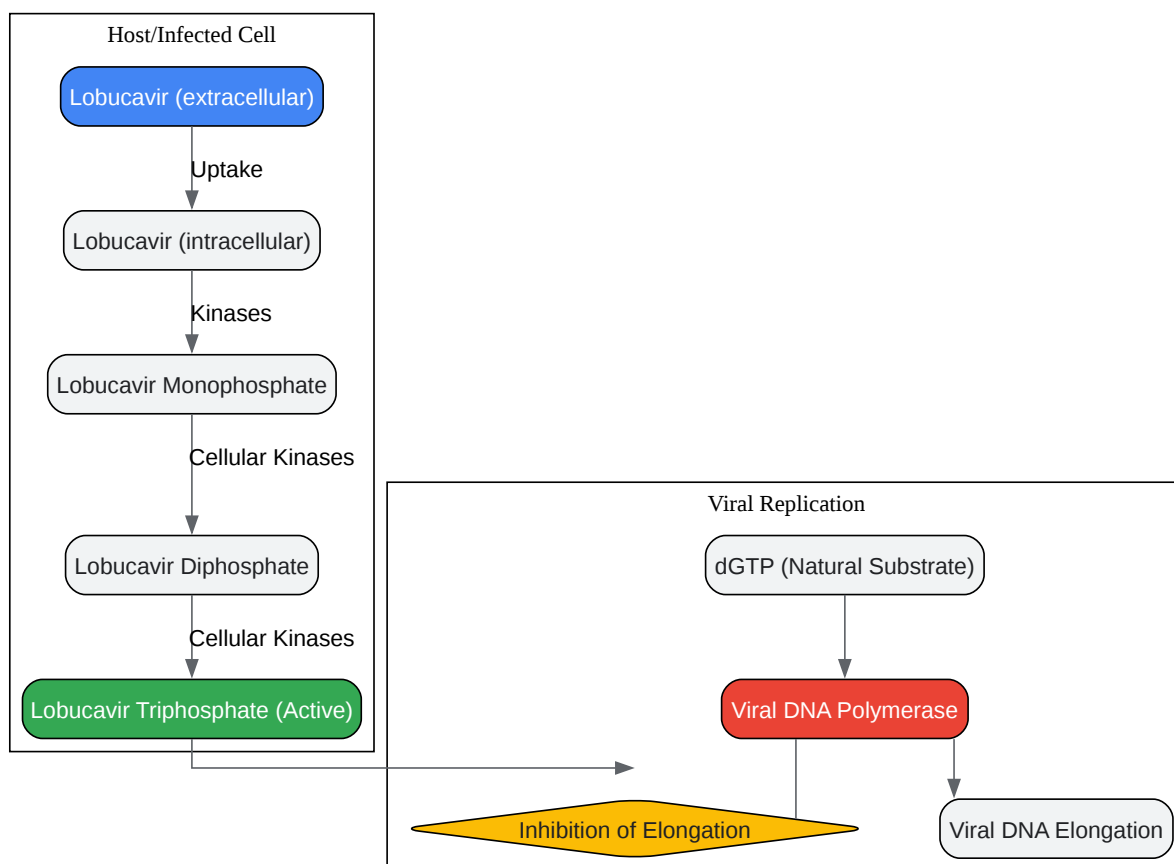 Host/Infected Cell
Lobucavir (extracellular)
Uptake
Lobucavir (intracellular)
Kinases
Lobucavir Monophosphate
Cellular Kinases
Lobucavir Diphosphate
Cellular Kinases
Lobucavir Triphosphate (Active)
Viral Replication
dGTP (Natural Substrate)
Viral DNA Polymerase
Inhibition of Elongation
Viral DNA Elongation